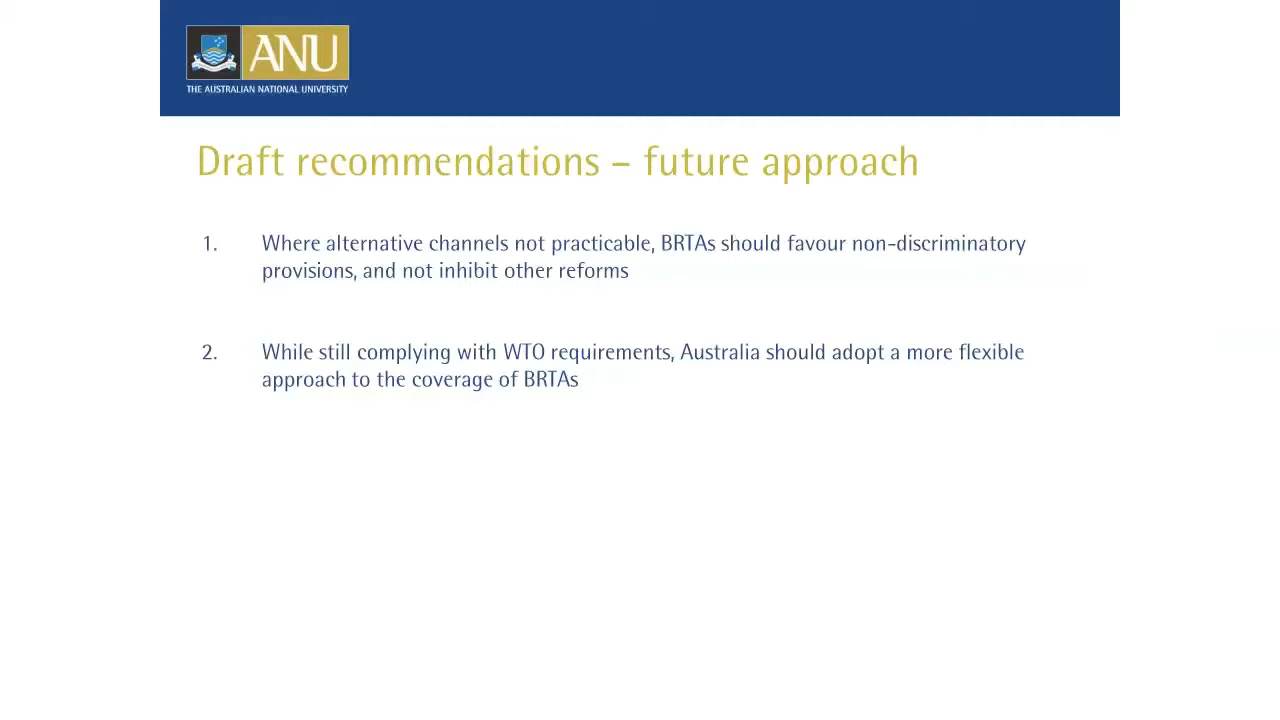 ANU
THE AUSTRALIAN NATIONAL UNIVERSITY
Draft recommendations – future approach
1. Where alternative channels not practicable, BRTAs should favour non-discriminatory
provisions, and not inhibit other reforms
2. While still complying with WTO requirements, Australia should adopt a more flexible
approach to the coverage of BRTAs